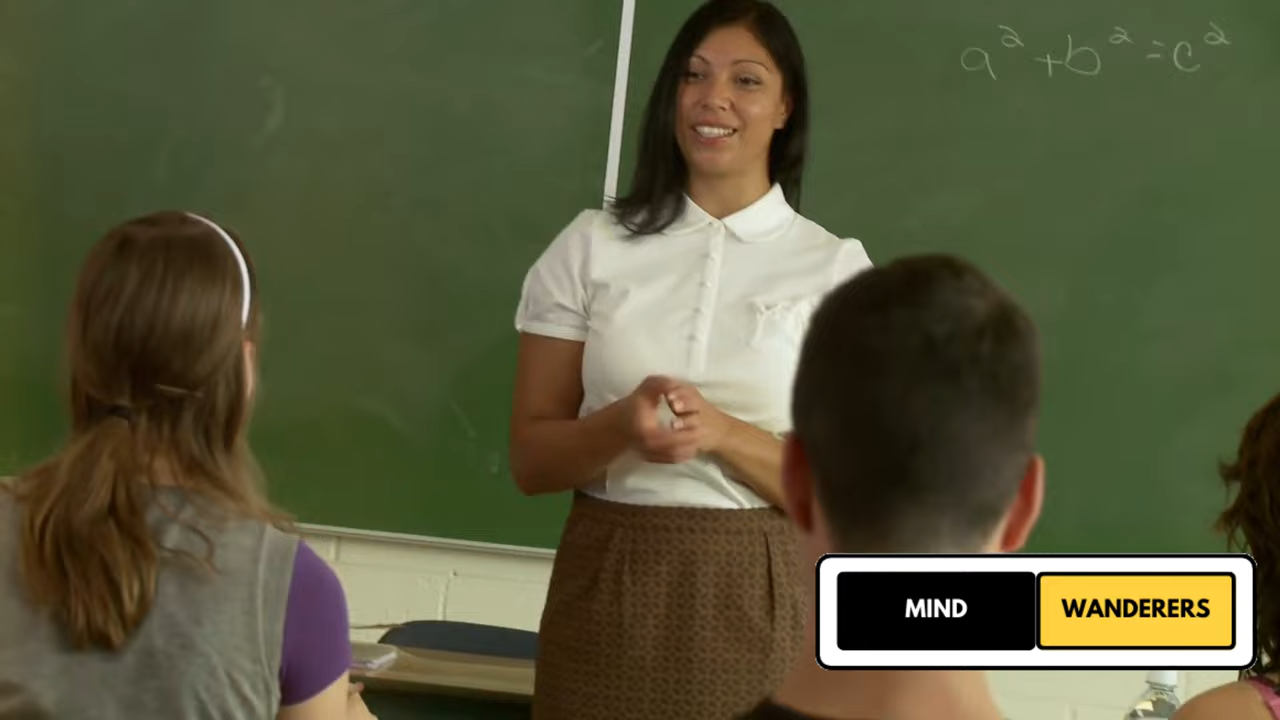 a² + b² = c²
MIND WANDERERS